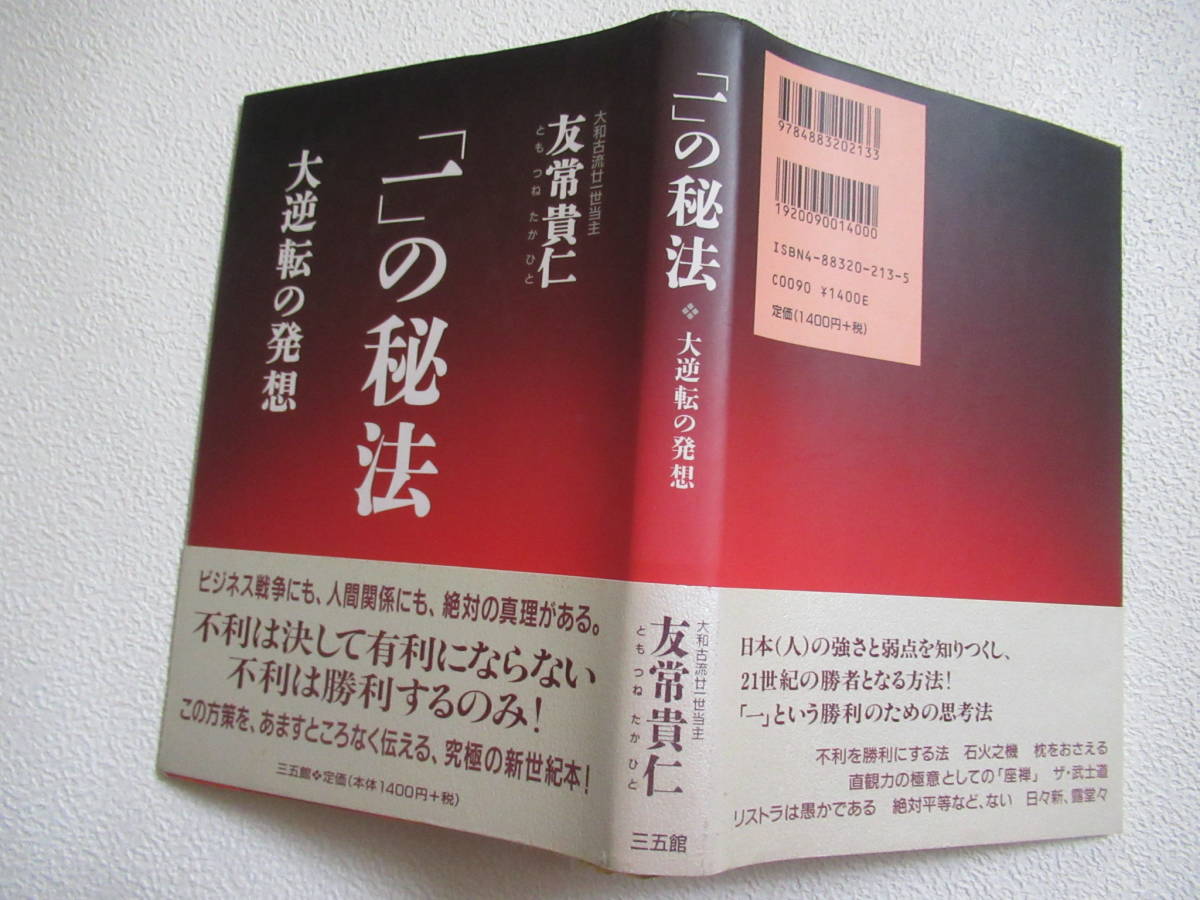 大和古流廿一世当主
友常貴仁
とも つね たか ひと
「一」の秘法
大逆転の発想
ビジネス戦争にも、人間関係にも、絶対の真理がある。
不利は決して有利にならない
不利は勝利するのみ!
この方策を、あますところなく伝える、究極の新世紀本!
三五館❖定価(本体1400円+税)
「一」の秘法❖大逆転の発想
大和古流廿一世当主
友常貴仁
とも つね たか ひと
三五館
9784883202133
1920090014000
ISBN4-88320-213-5
C0090 ¥1400E
定価(1400円+税)
日本(人)の強さと弱点を知りつくし、
21世紀の勝者となる方法!
「一」という勝利のための思考法
不利を勝利にする法 石火之機 枕をおさえる
直観力の極意としての「座禅」 ザ・武士道
リストラは愚かである 絶対平等など、ない 日々新、露堂々